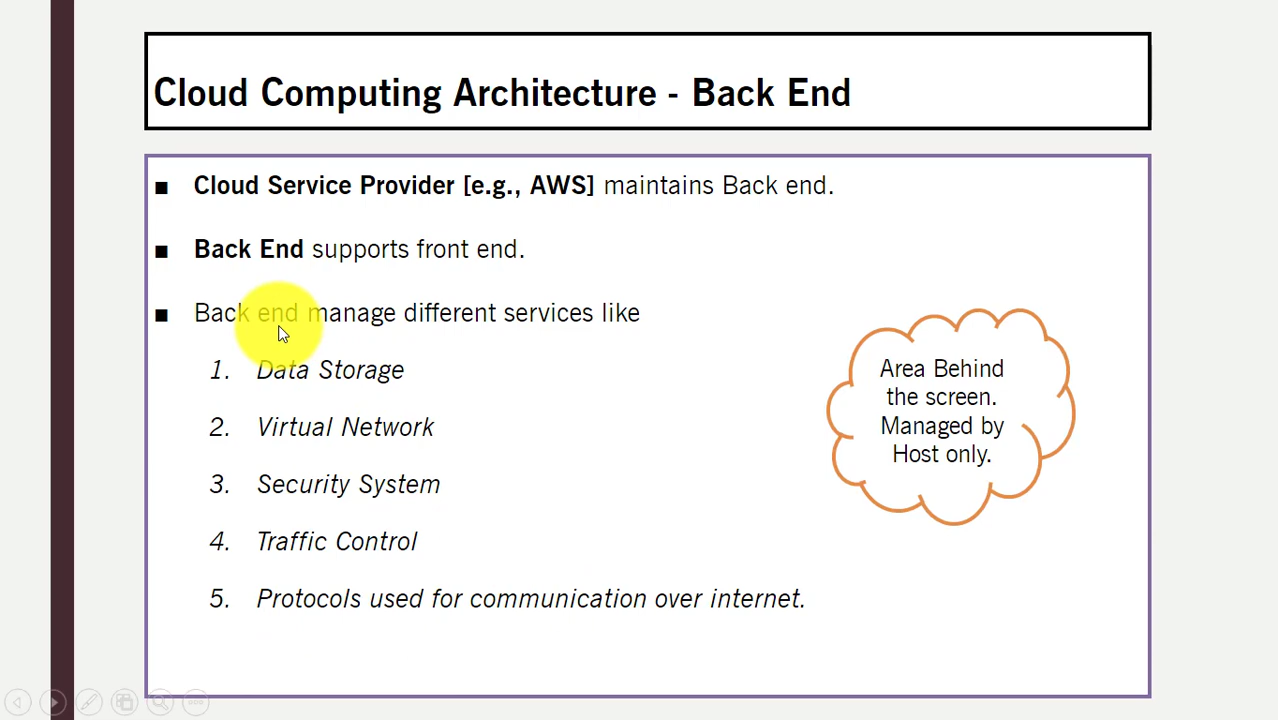 Cloud Computing Architecture - Back End
■ Cloud Service Provider [e.g., AWS] maintains Back end.
■ Back End supports front end.
■ Back end manage different services like
1. Data Storage
2. Virtual Network
3. Security System
4. Traffic Control
5. Protocols used for communication over internet.
Area Behind
the screen.
Managed by
Host only.